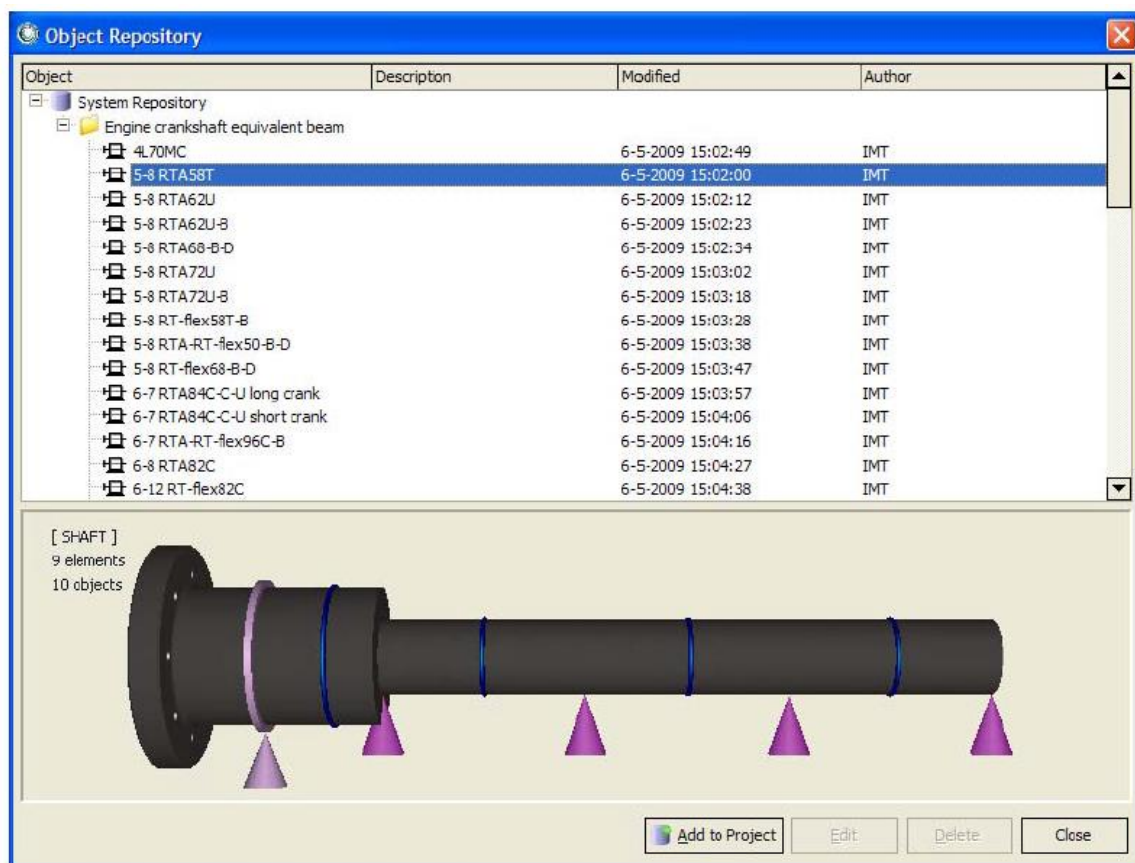 Object Repository
Object Descripton Modified Author
System Repository
Engine crankshaft equivalent beam
4L70MC 6-5-2009 15:02:49 IMT
5-8 RTA58T 6-5-2009 15:02:00 IMT
5-8 RTA62U 6-5-2009 15:02:12 IMT
5-8 RTA62U-B 6-5-2009 15:02:23 IMT
5-8 RTA68-B-D 6-5-2009 15:02:34 IMT
5-8 RTA72U 6-5-2009 15:03:02 IMT
5-8 RTA72U-B 6-5-2009 15:03:18 IMT
5-8 RT-flex58T-B 6-5-2009 15:03:28 IMT
5-8 RTA-RT-flex50-B-D 6-5-2009 15:03:38 IMT
5-8 RT-flex68-B-D 6-5-2009 15:03:47 IMT
6-7 RTA84C-C-U long crank 6-5-2009 15:03:57 IMT
6-7 RTA84C-C-U short crank 6-5-2009 15:04:06 IMT
6-7 RTA-RT-flex96C-B 6-5-2009 15:04:16 IMT
6-8 RTA82C 6-5-2009 15:04:27 IMT
6-12 RT-flex82C 6-5-2009 15:04:38 IMT
[ SHAFT ]
9 elements
10 objects
Add to Project Edit Delete Close